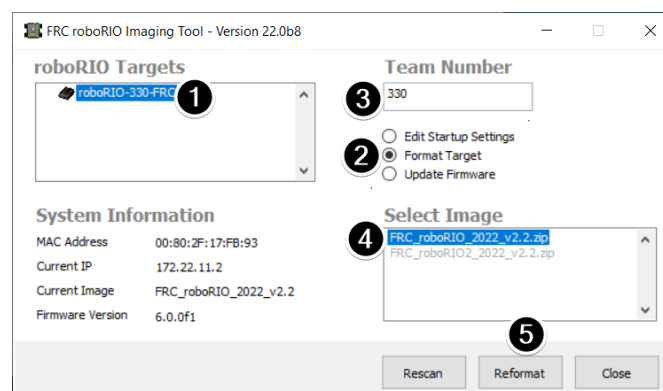 FRC roboRIO Imaging Tool - Version 22.0b8
roboRIO Targets
roboRIO-330-FRC
1
Team Number
3
330
Edit Startup Settings
2
Format Target
Update Firmware
System Information
MAC Address 00:80:2F:17:FB:93
Current IP 172.22.11.2
Current Image FRC_roboRIO_2022_v2.2
Firmware Version 6.0.0f1
Select Image
4
FRC_roboRIO_2022_v2.2.zip
FRC_roboRIO2_2022_v2.2.zip
5
Rescan Reformat Close